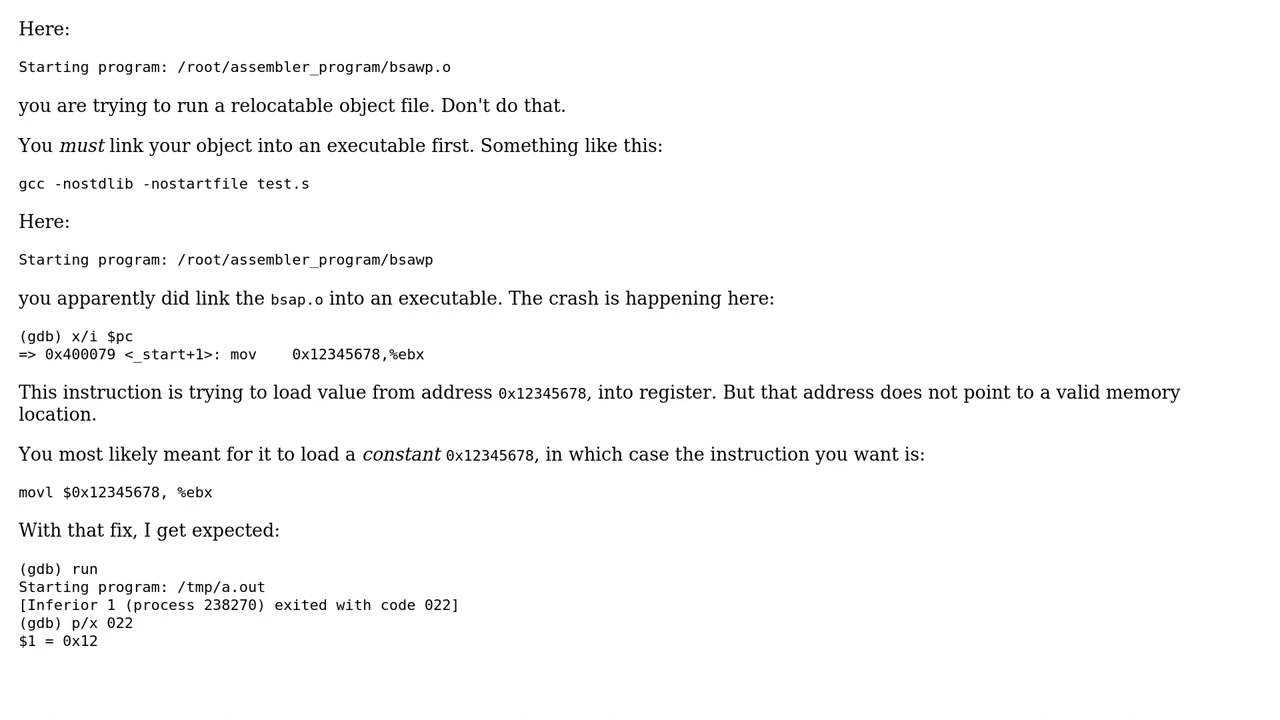 Here:
Starting program: /root/assembler_program/bsawp.o
you are trying to run a relocatable object file. Don't do that.
You must link your object into an executable first. Something like this:
gcc -nostdlib -nostartfile test.s
Here:
Starting program: /root/assembler_program/bsawp
you apparently did link the bsap.o into an executable. The crash is happening here:
(gdb) x/i $pc
=> 0x400079 <_start+1>: mov    0x12345678,%ebx
This instruction is trying to load value from address 0x12345678, into register. But that address does not point to a valid memory
location.
You most likely meant for it to load a constant 0x12345678, in which case the instruction you want is:
movl $0x12345678, %ebx
With that fix, I get expected:
(gdb) run
Starting program: /tmp/a.out
[Inferior 1 (process 238270) exited with code 022]
(gdb) p/x 022
$1 = 0x12